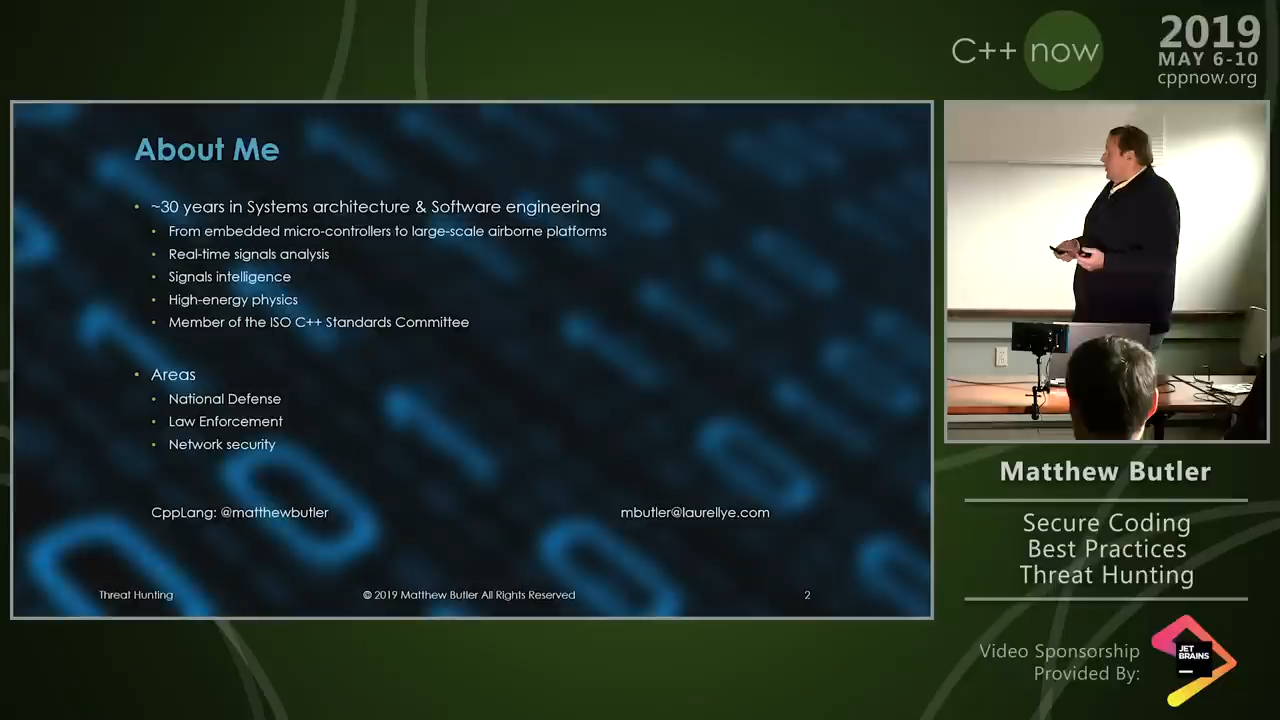 C++ now
2019
MAY 6-10
cppnow.org
About Me
• ~30 years in Systems architecture & Software engineering
• From embedded micro-controllers to large-scale airborne platforms
• Real-time signals analysis
• Signals intelligence
• High-energy physics
• Member of the ISO C++ Standards Committee
• Areas
• National Defense
• Law Enforcement
• Network security
CppLang: @matthewbutler
mbutler@laurellye.com
Threat Hunting
© 2019 Matthew Butler All Rights Reserved
2
Matthew Butler
Secure Coding
Best Practices
Threat Hunting
Video Sponsorship
Provided By:
JET
BRAINS